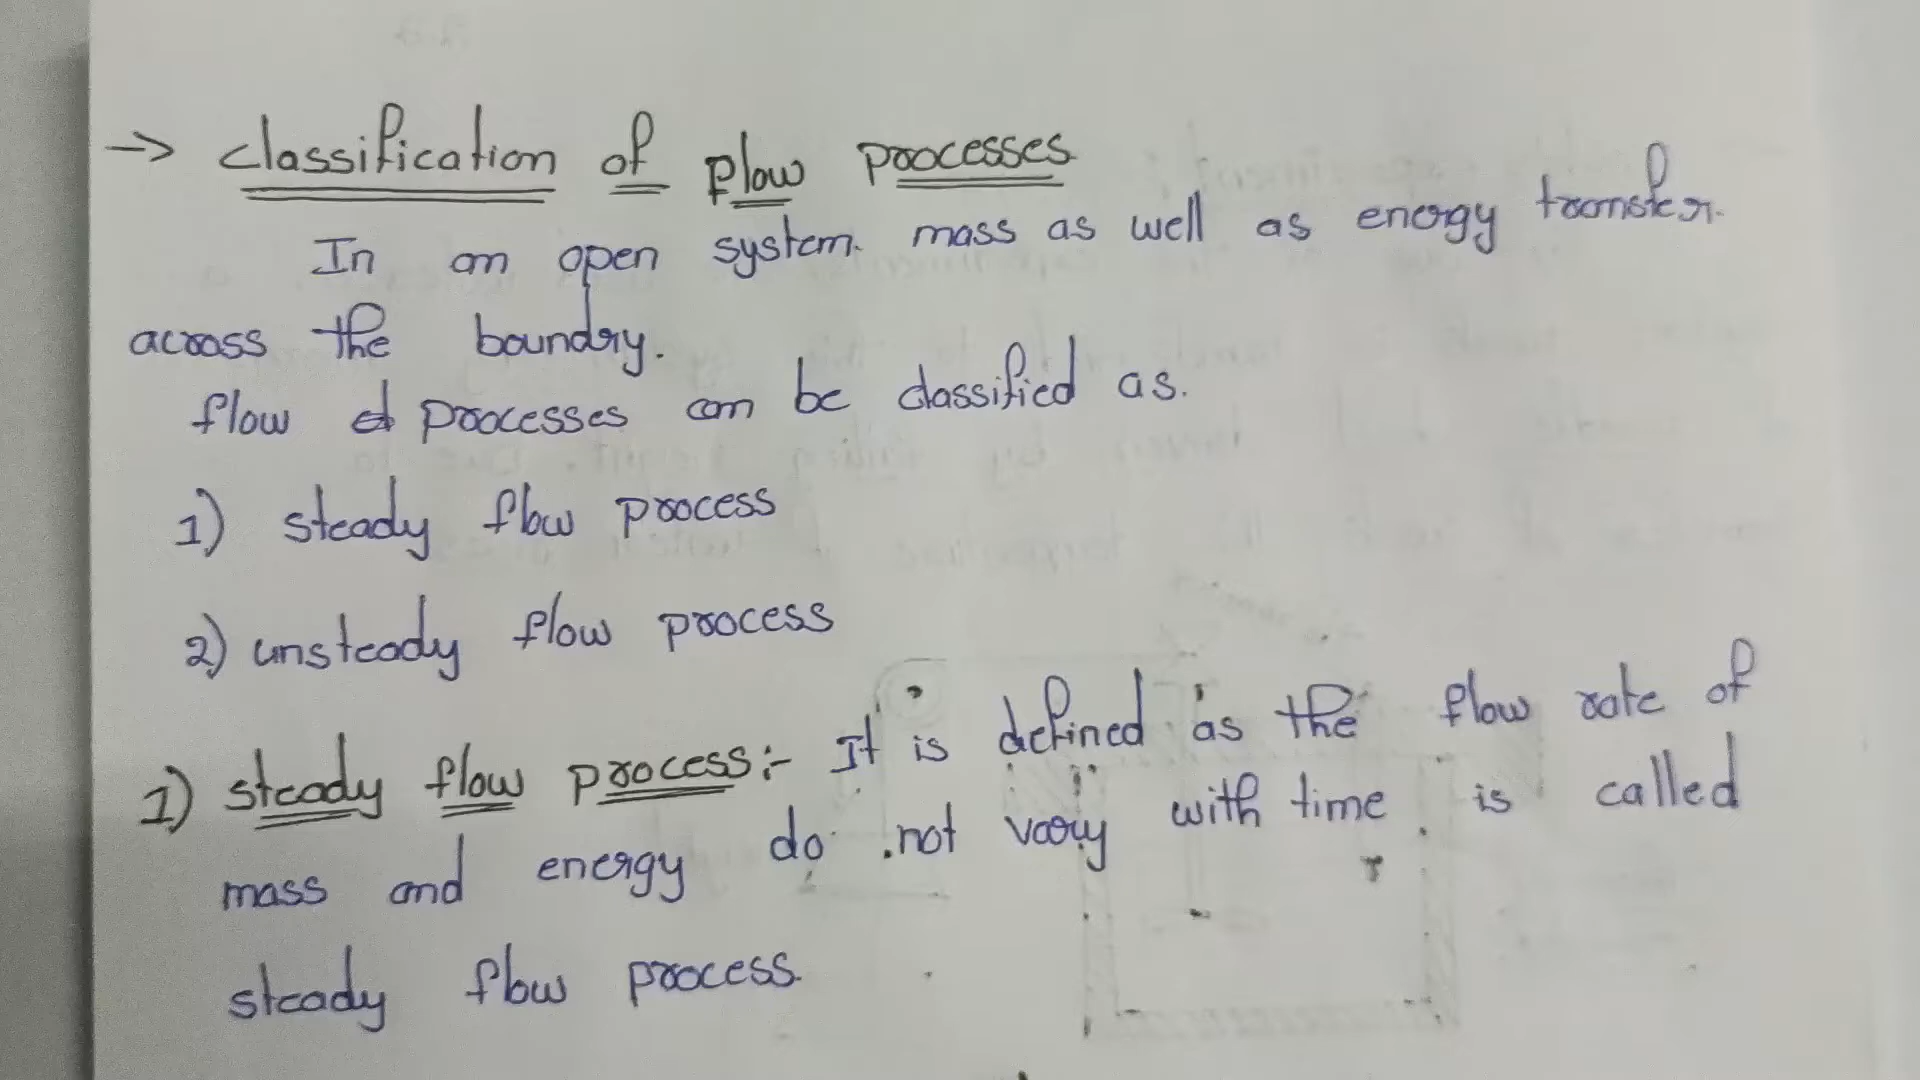 → Classification of flow processes
In an open system. mass as well as energy transfer.
across the boundry.
flow processes can be classified as.
1) steady flow process
2) unsteady flow process
1) steady flow process:- It is defined as the flow rate of
mass and energy do not vary with time is called
steady flow process.